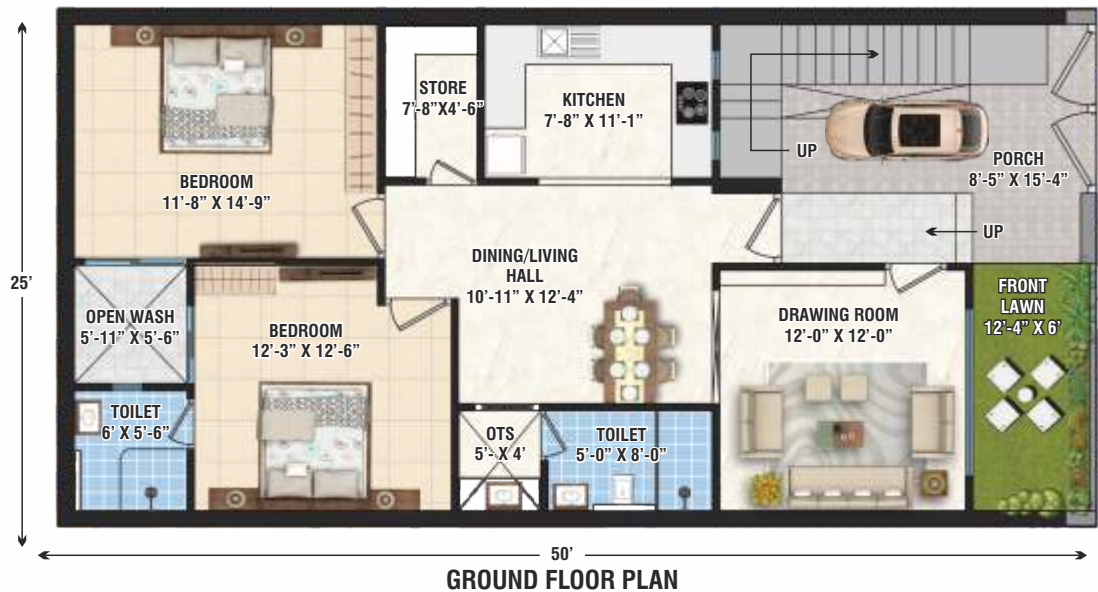 STORE
7'-8”X4'-6”
KITCHEN
7'-8” X 11'-1”
UP
PORCH
8'-5” X 15'-4”
BEDROOM
11'-8” X 14'-9”
UP
DINING/LIVING
HALL
10'-11” X 12'-4”
25'
OPEN WASH
5'-11” X 5'-6”
BEDROOM
12'-3” X 12'-6”
DRAWING ROOM
12'-0” X 12'-0”
FRONT
LAWN
12'-4” X 6'
TOILET
6' X 5'-6”
OTS
5'- X 4'
TOILET
5'-0” X 8'-0”
50'
GROUND FLOOR PLAN